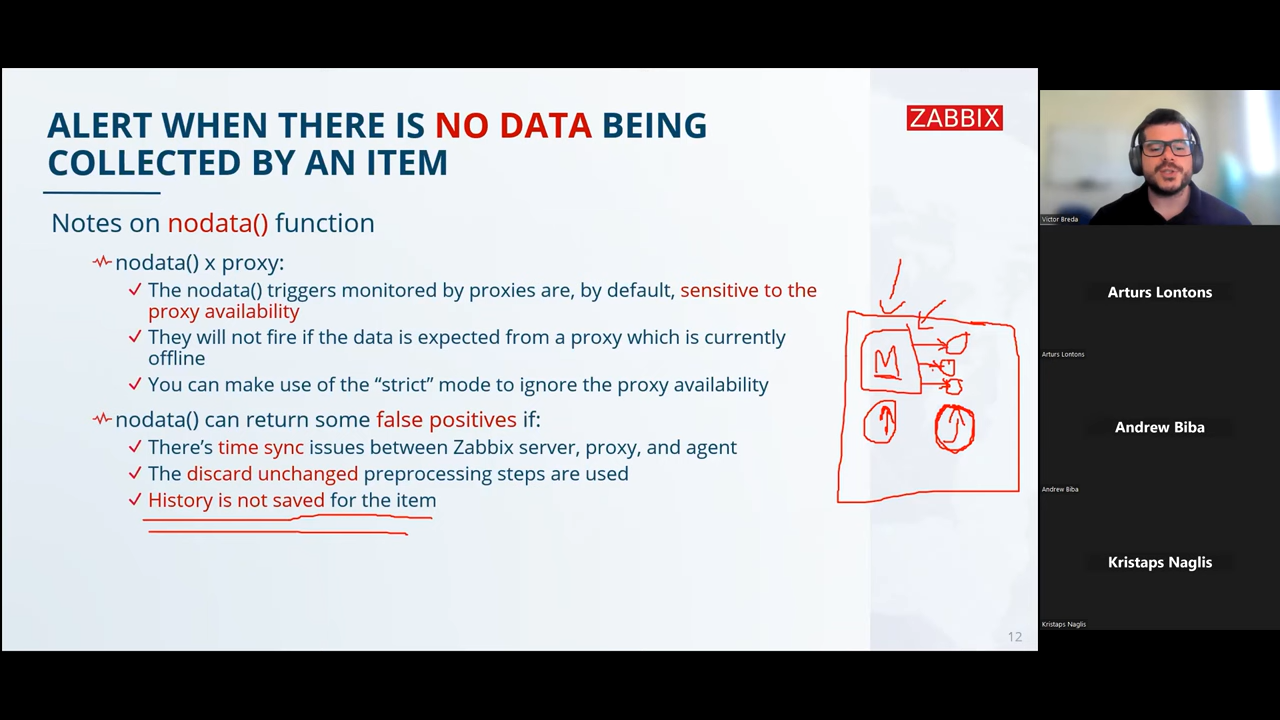 ALERT WHEN THERE IS NO DATA BEING
COLLECTED BY AN ITEM
ZABBIX
Notes on nodata() function
nodata() x proxy:
The nodata() triggers monitored by proxies are, by default, sensitive to the
proxy availability
They will not fire if the data is expected from a proxy which is currently
offline
You can make use of the “strict” mode to ignore the proxy availability
nodata() can return some false positives if:
There’s time sync issues between Zabbix server, proxy, and agent
The discard unchanged preprocessing steps are used
History is not saved for the item
M
12
Victor Breda
Arturs Lontons
Arturs Lontons
Andrew Biba
Andrew Biba
Kristaps Naglis
Kristaps Naglis